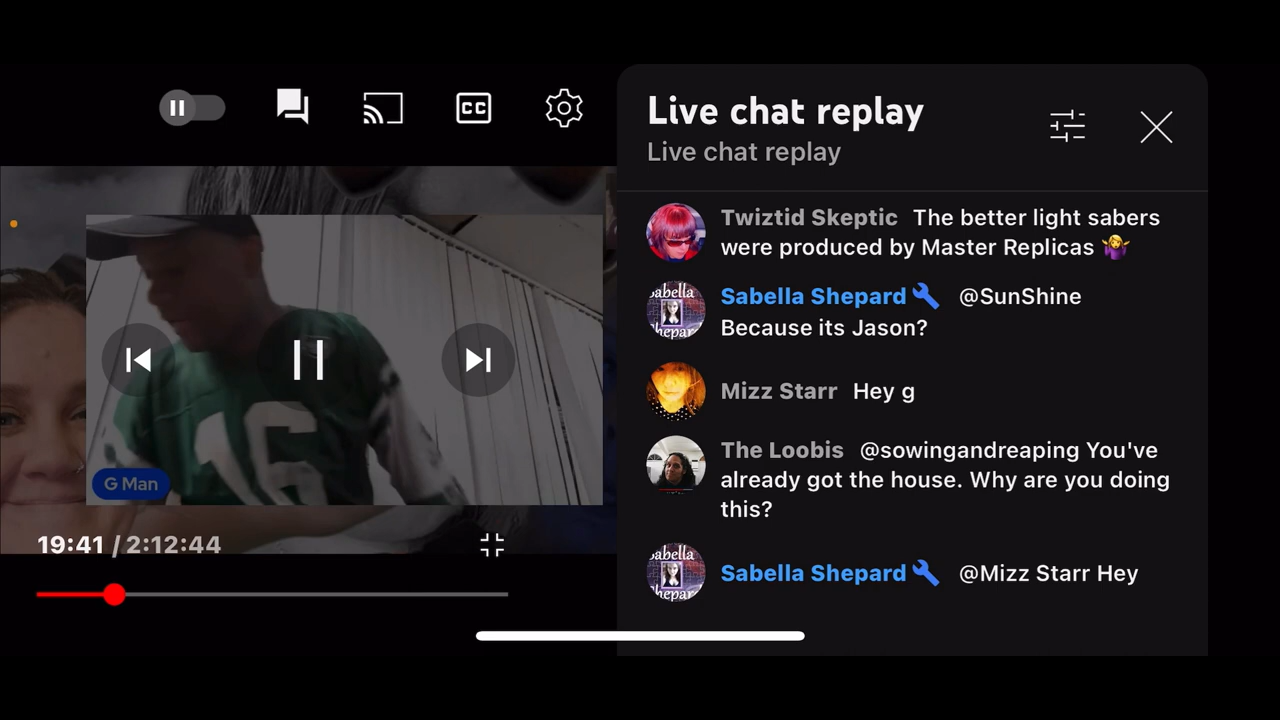 CC
Live chat replay
Live chat replay
Twiztid Skeptic The better light sabers
were produced by Master Replicas 🤷‍♀️
Sabella Shepard @SunShine
Because its Jason?
Mizz Starr Hey g
The Loobis @sowingandreaping You've
already got the house. Why are you doing
this?
Sabella Shepard @Mizz Starr Hey
16
G Man
19:41 / 2:12:44